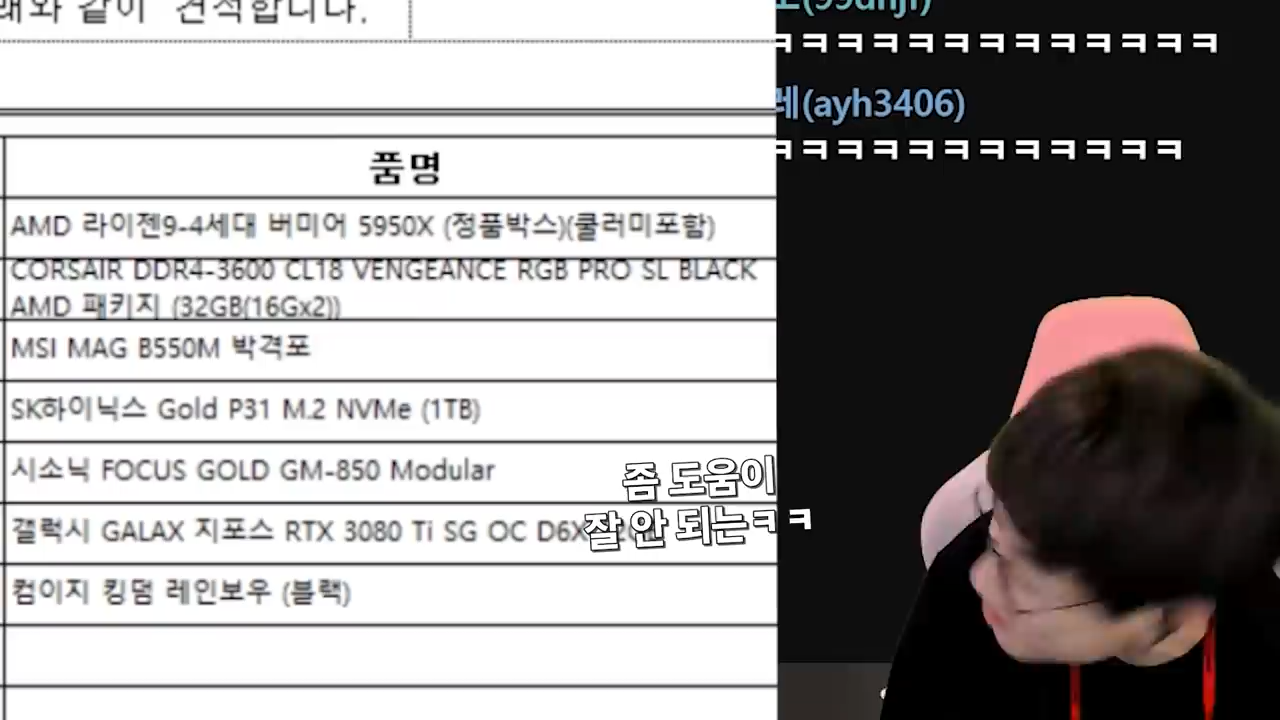 래와 같이 견적합니다.
품명
AMD 라이젠9-4세대 버미어 5950X (정품박스)(쿨러미포함)
CORSAIR DDR4-3600 CL18 VENGEANCE RGB PRO SL BLACK
AMD 패키지 (32GB(16Gx2))
MSI MAG B550M 박격포
SK하이닉스 Gold P31 M.2 NVMe (1TB)
시소닉 FOCUS GOLD GM-850 Modular
갤럭시 GALAX 지포스 RTX 3080 Ti SG OC D6X
컴이지 킹덤 레인보우 (블랙)
좀 도움이
잘 안 되는ㅋㅋ
(99dnjf)
ㅋㅋㅋㅋㅋㅋㅋㅋㅋㅋㅋㅋㅋ
레(ayh3406)
ㅋㅋㅋㅋㅋㅋㅋㅋㅋㅋㅋㅋ